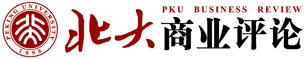 PKU BUSINESS REVIEW
北大商业评论
PEKING UNIVERSITY
1898